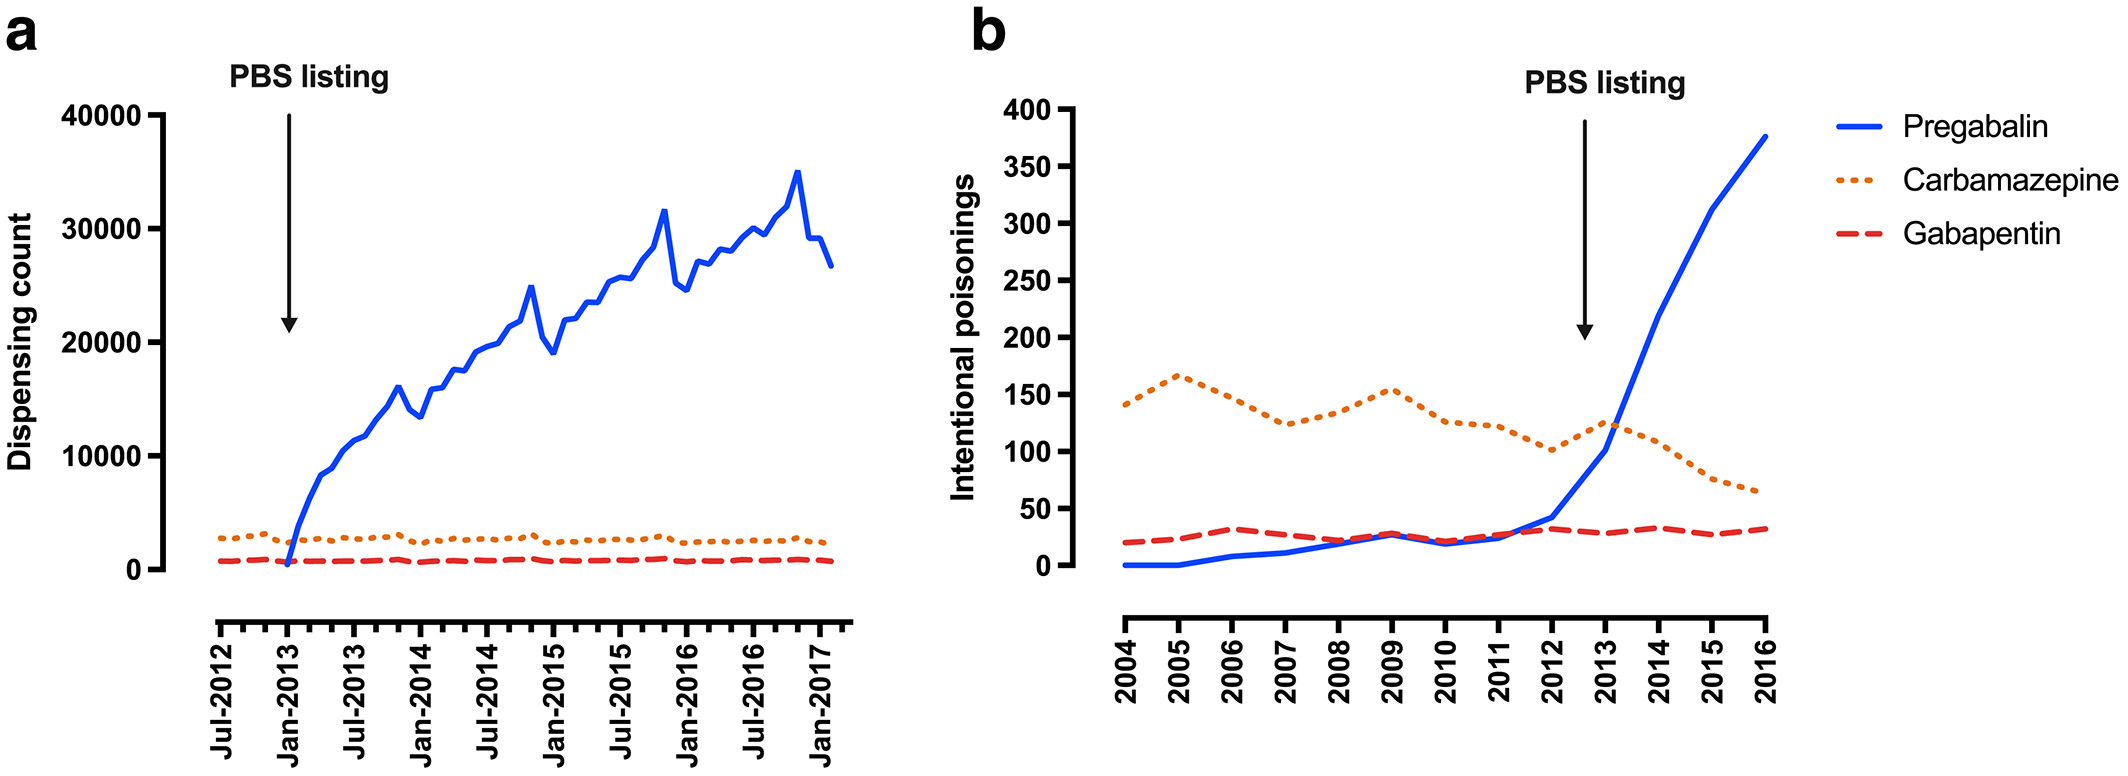 a
PBS listing
Dispensing count
40000
30000
20000
10000
0
Jul-2012
Jan-2013
Jul-2013
Jan-2014
Jul-2014
Jan-2015
Jul-2015
Jan-2016
Jul-2016
Jan-2017
b
PBS listing
Intentional poisonings
400
350
300
250
200
150
100
50
0
2004
2005
2006
2007
2008
2009
2010
2011
2012
2013
2014
2015
2016
Pregabalin
Carbamazepine
Gabapentin